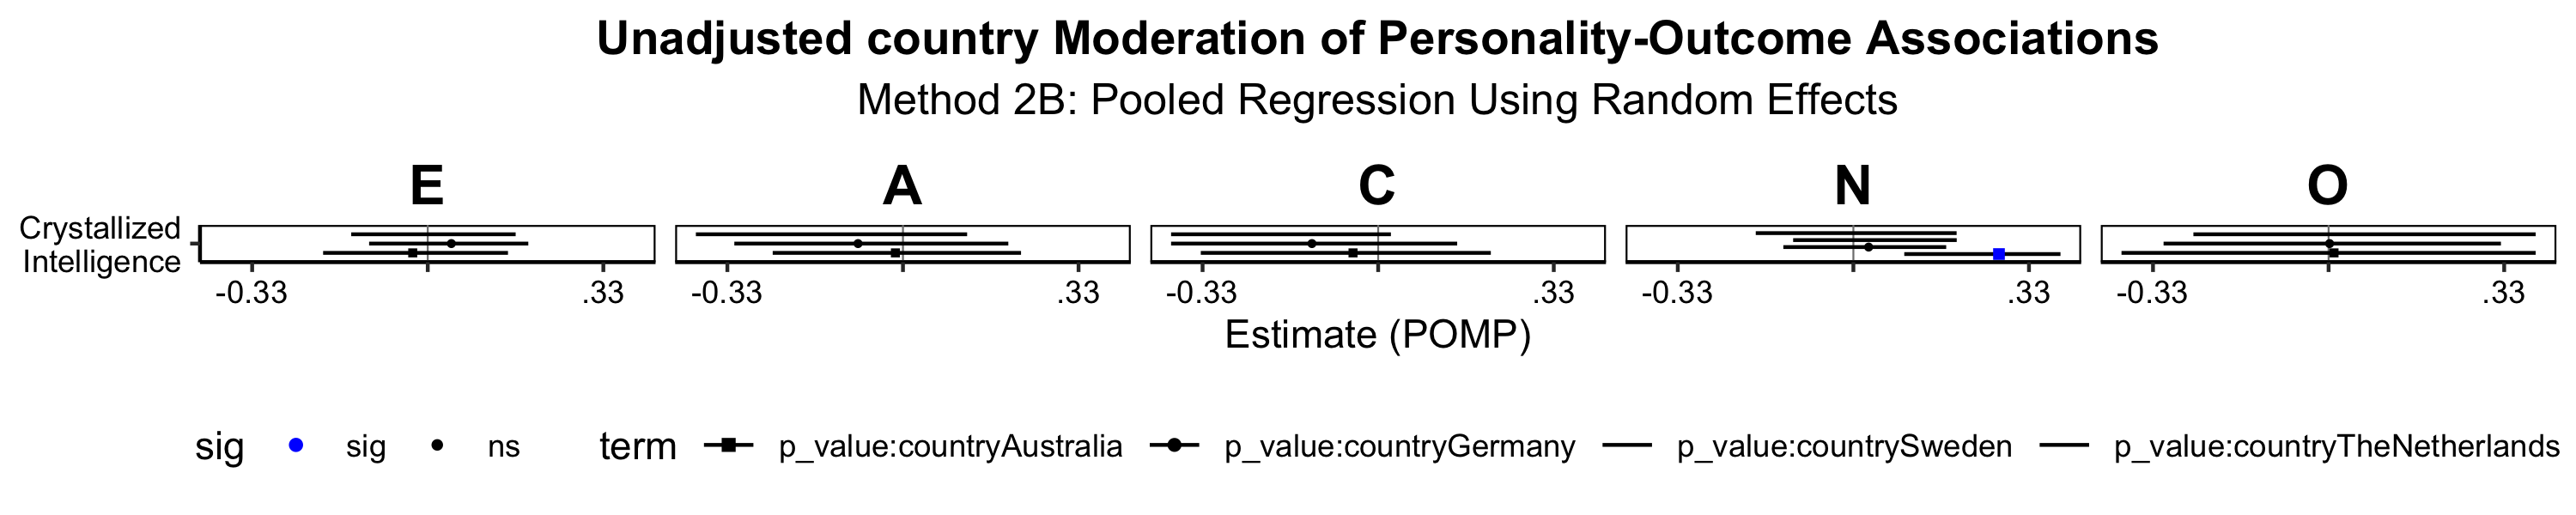 Unadjusted country Moderation of Personality-Outcome Associations
Method 2B: Pooled Regression Using Random Effects
E A C N O
Crystallized
Intelligence
-0.33 .33 -0.33 .33 -0.33 .33 -0.33 .33 -0.33 .33
Estimate (POMP)
sig sig ns term p_value:countryAustralia p_value:countryGermany p_value:countrySweden p_value:countryTheNetherlands